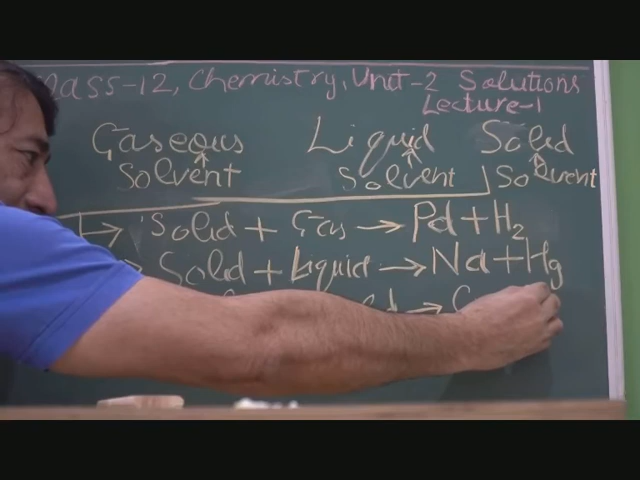 Class-12, Chemistry, Unit-2 Solutions
Lecture-1
Gaseous Liquid Solid
Solvent Solvent Solvent
→ Solid + Gas → Pd + H₂
→ Solid + Liquid → Na + Hg
→